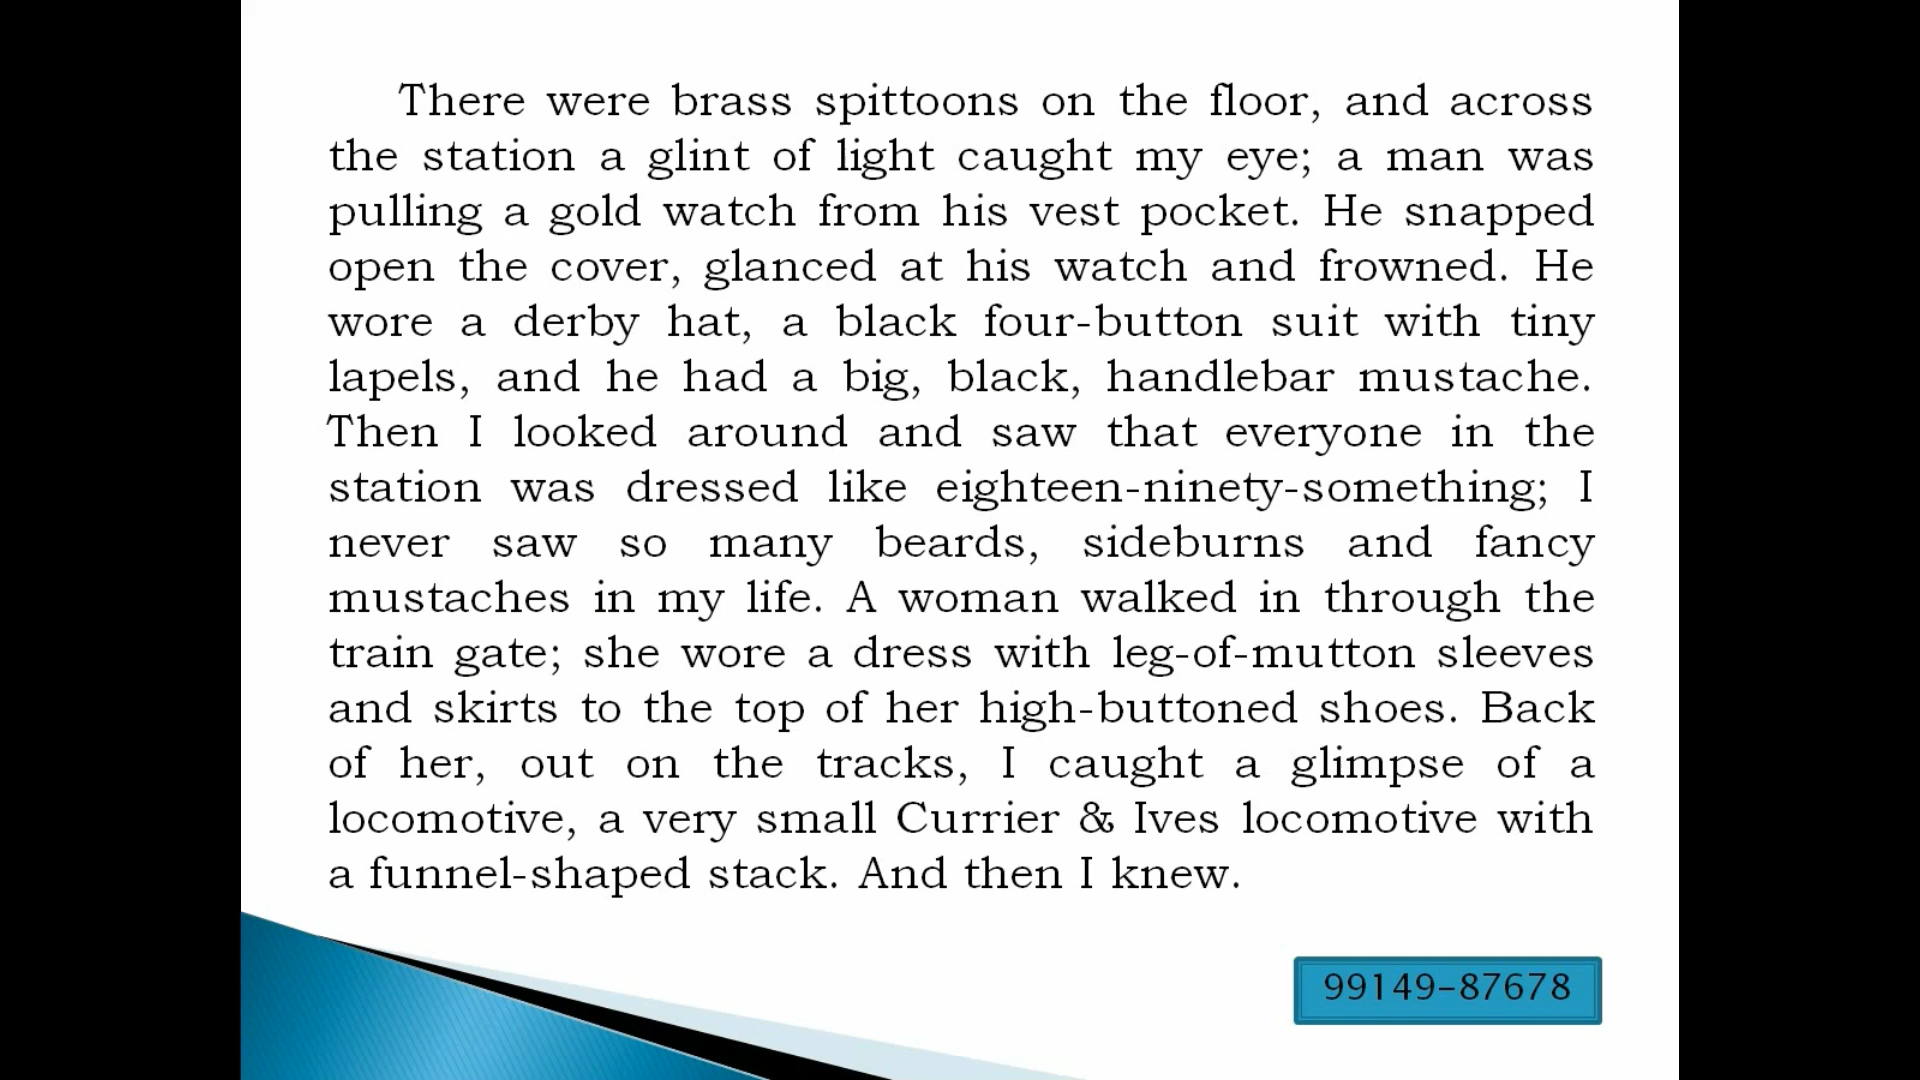 There were brass spittoons on the floor, and across
the station a glint of light caught my eye; a man was
pulling a gold watch from his vest pocket. He snapped
open the cover, glanced at his watch and frowned. He
wore a derby hat, a black four-button suit with tiny
lapels, and he had a big, black, handlebar mustache.
Then I looked around and saw that everyone in the
station was dressed like eighteen-ninety-something; I
never saw so many beards, sideburns and fancy
mustaches in my life. A woman walked in through the
train gate; she wore a dress with leg-of-mutton sleeves
and skirts to the top of her high-buttoned shoes. Back
of her, out on the tracks, I caught a glimpse of a
locomotive, a very small Currier & Ives locomotive with
a funnel-shaped stack. And then I knew.
99149-87678